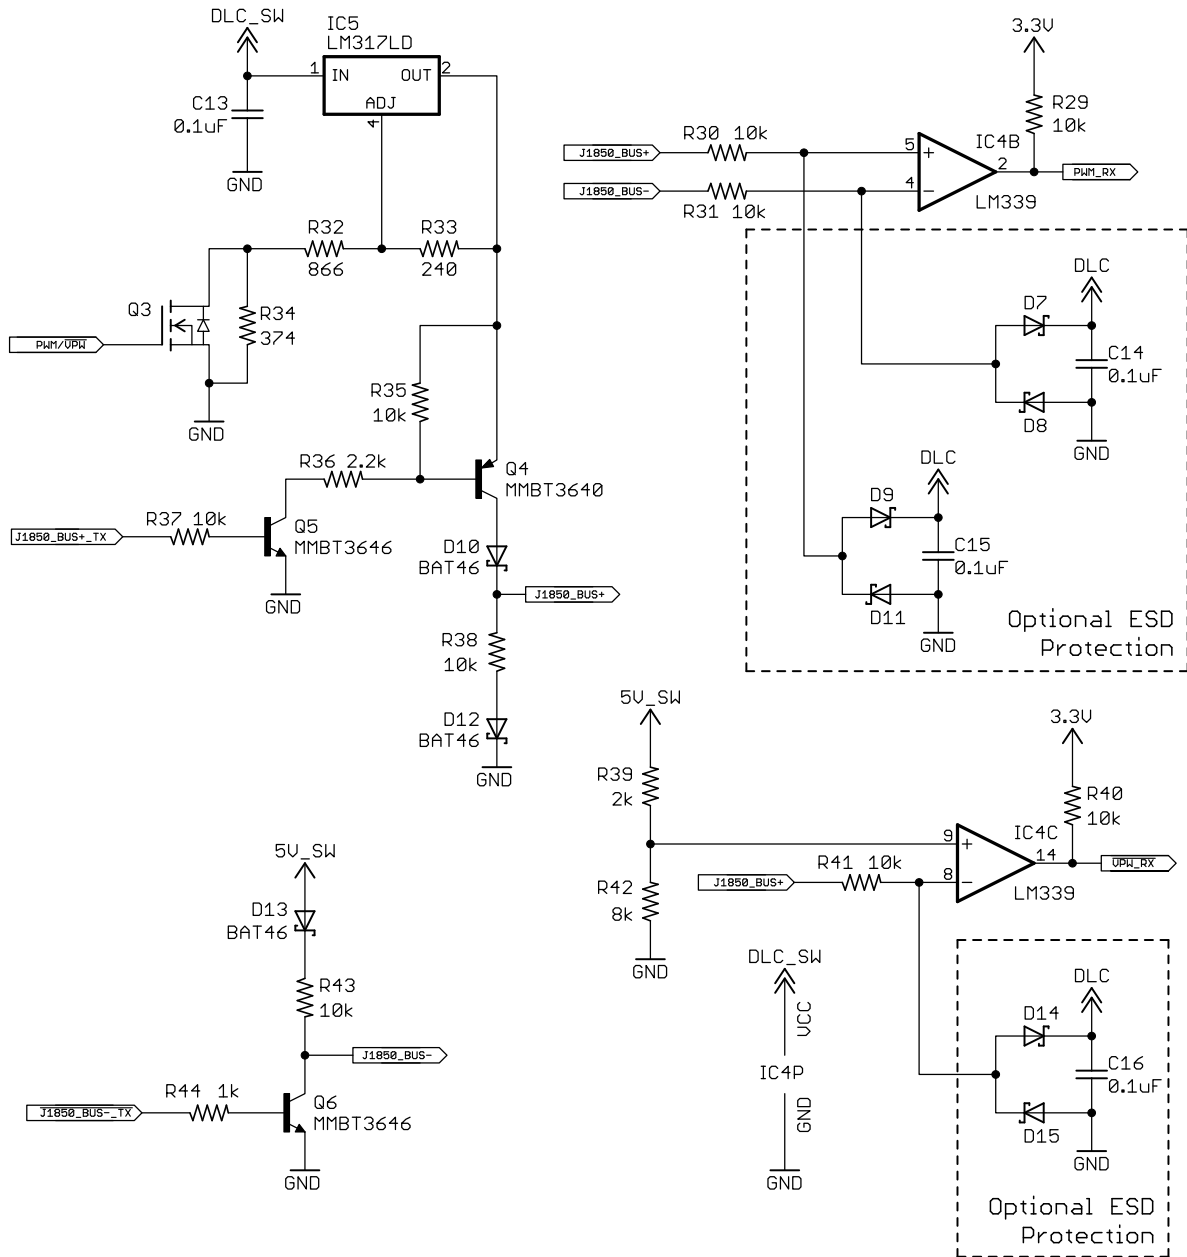 DLC_SW
IC5
LM317LD
1
IN
OUT
2
ADJ
4
C13
0.1uF
GND
R32
866
R33
240
Q3
R34
374
PWM/VPW
GND
R35
10k
R36 2.2k
Q4
MMBT3640
J1850_BUS+_TX
R37 10k
Q5
MMBT3646
GND
D10
BAT46
J1850_BUS+
R38
10k
D12
BAT46
GND
3.3V
R29
10k
J1850_BUS+
R30 10k
5
+
IC4B
2
PWM_RX
J1850_BUS-
R31 10k
4
-
LM339
DLC
D7
C14
0.1uF
D8
GND
DLC
D9
C15
0.1uF
D11
GND
Optional ESD
Protection
5V_SW
R39
2k
R42
8k
GND
3.3V
R40
10k
9
+
IC4C
14
VPW_RX
J1850_BUS+
R41 10k
8
-
LM339
DLC_SW
VCC
IC4P
GND
GND
DLC
D14
C16
0.1uF
D15
GND
Optional ESD
Protection
5V_SW
D13
BAT46
R43
10k
J1850_BUS-
J1850_BUS-_TX
R44 1k
Q6
MMBT3646
GND